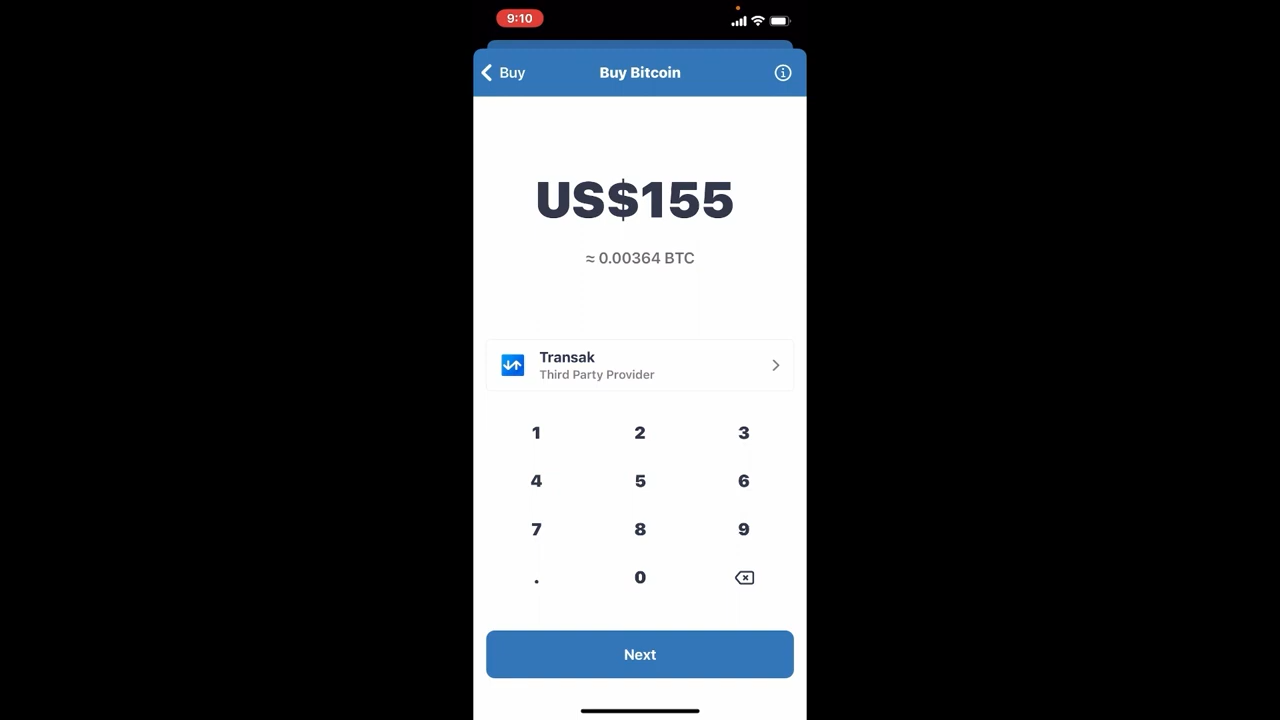 9:10
Buy
Buy Bitcoin
US$155
≈ 0.00364 BTC
Transak
Third Party Provider
1 2 3
4 5 6
7 8 9
. 0
Next